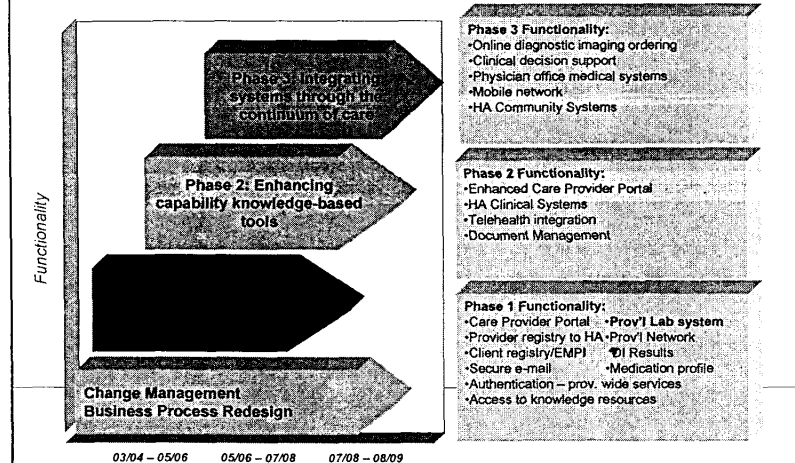 Phase 3: Integrating
systems through the
continuum of care
Phase 2: Enhancing
capability knowledge-based
tools
Change Management
Business Process Redesign
Functionality
03/04 – 05/06
05/06 – 07/08
07/08 – 08/09
Phase 3 Functionality:
•Online diagnostic imaging ordering
•Clinical decision support
•Physician office medical systems
•Mobile network
•HA Community Systems
Phase 2 Functionality:
•Enhanced Care Provider Portal
•HA Clinical Systems
•Telehealth integration
•Document Management
Phase 1 Functionality:
•Care Provider Portal •Prov'l Lab system
•Provider registry to HA •Prov'l Network
•Client registry/EMPI •DI Results
•Secure e-mail •Medication profile
•Authentication – prov. wide services
•Access to knowledge resources